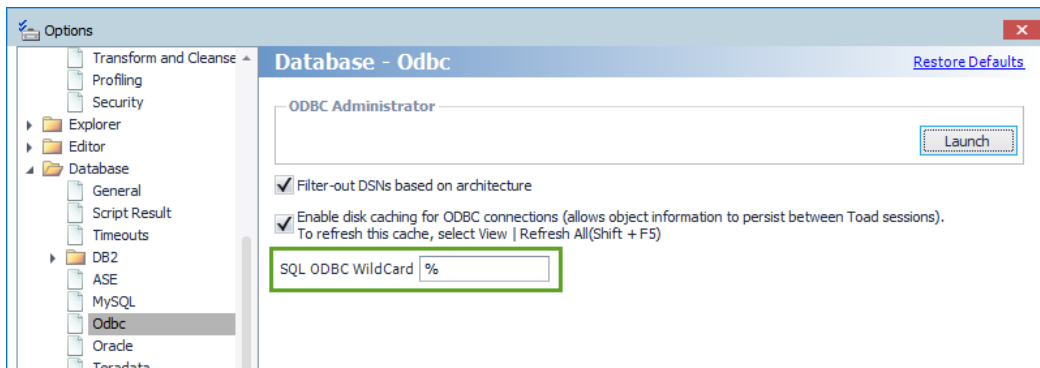 Options
Transform and Cleanse
Profiling
Security
Explorer
Editor
Database
General
Script Result
Timeouts
DB2
ASE
MySQL
Odbc
Oracle
Teradata
Database - Odbc
Restore Defaults
ODBC Administrator
Launch
Filter-out DSNs based on architecture
Enable disk caching for ODBC connections (allows object information to persist between Toad sessions).
To refresh this cache, select View | Refresh All(Shift + F5)
SQL ODBC WildCard %